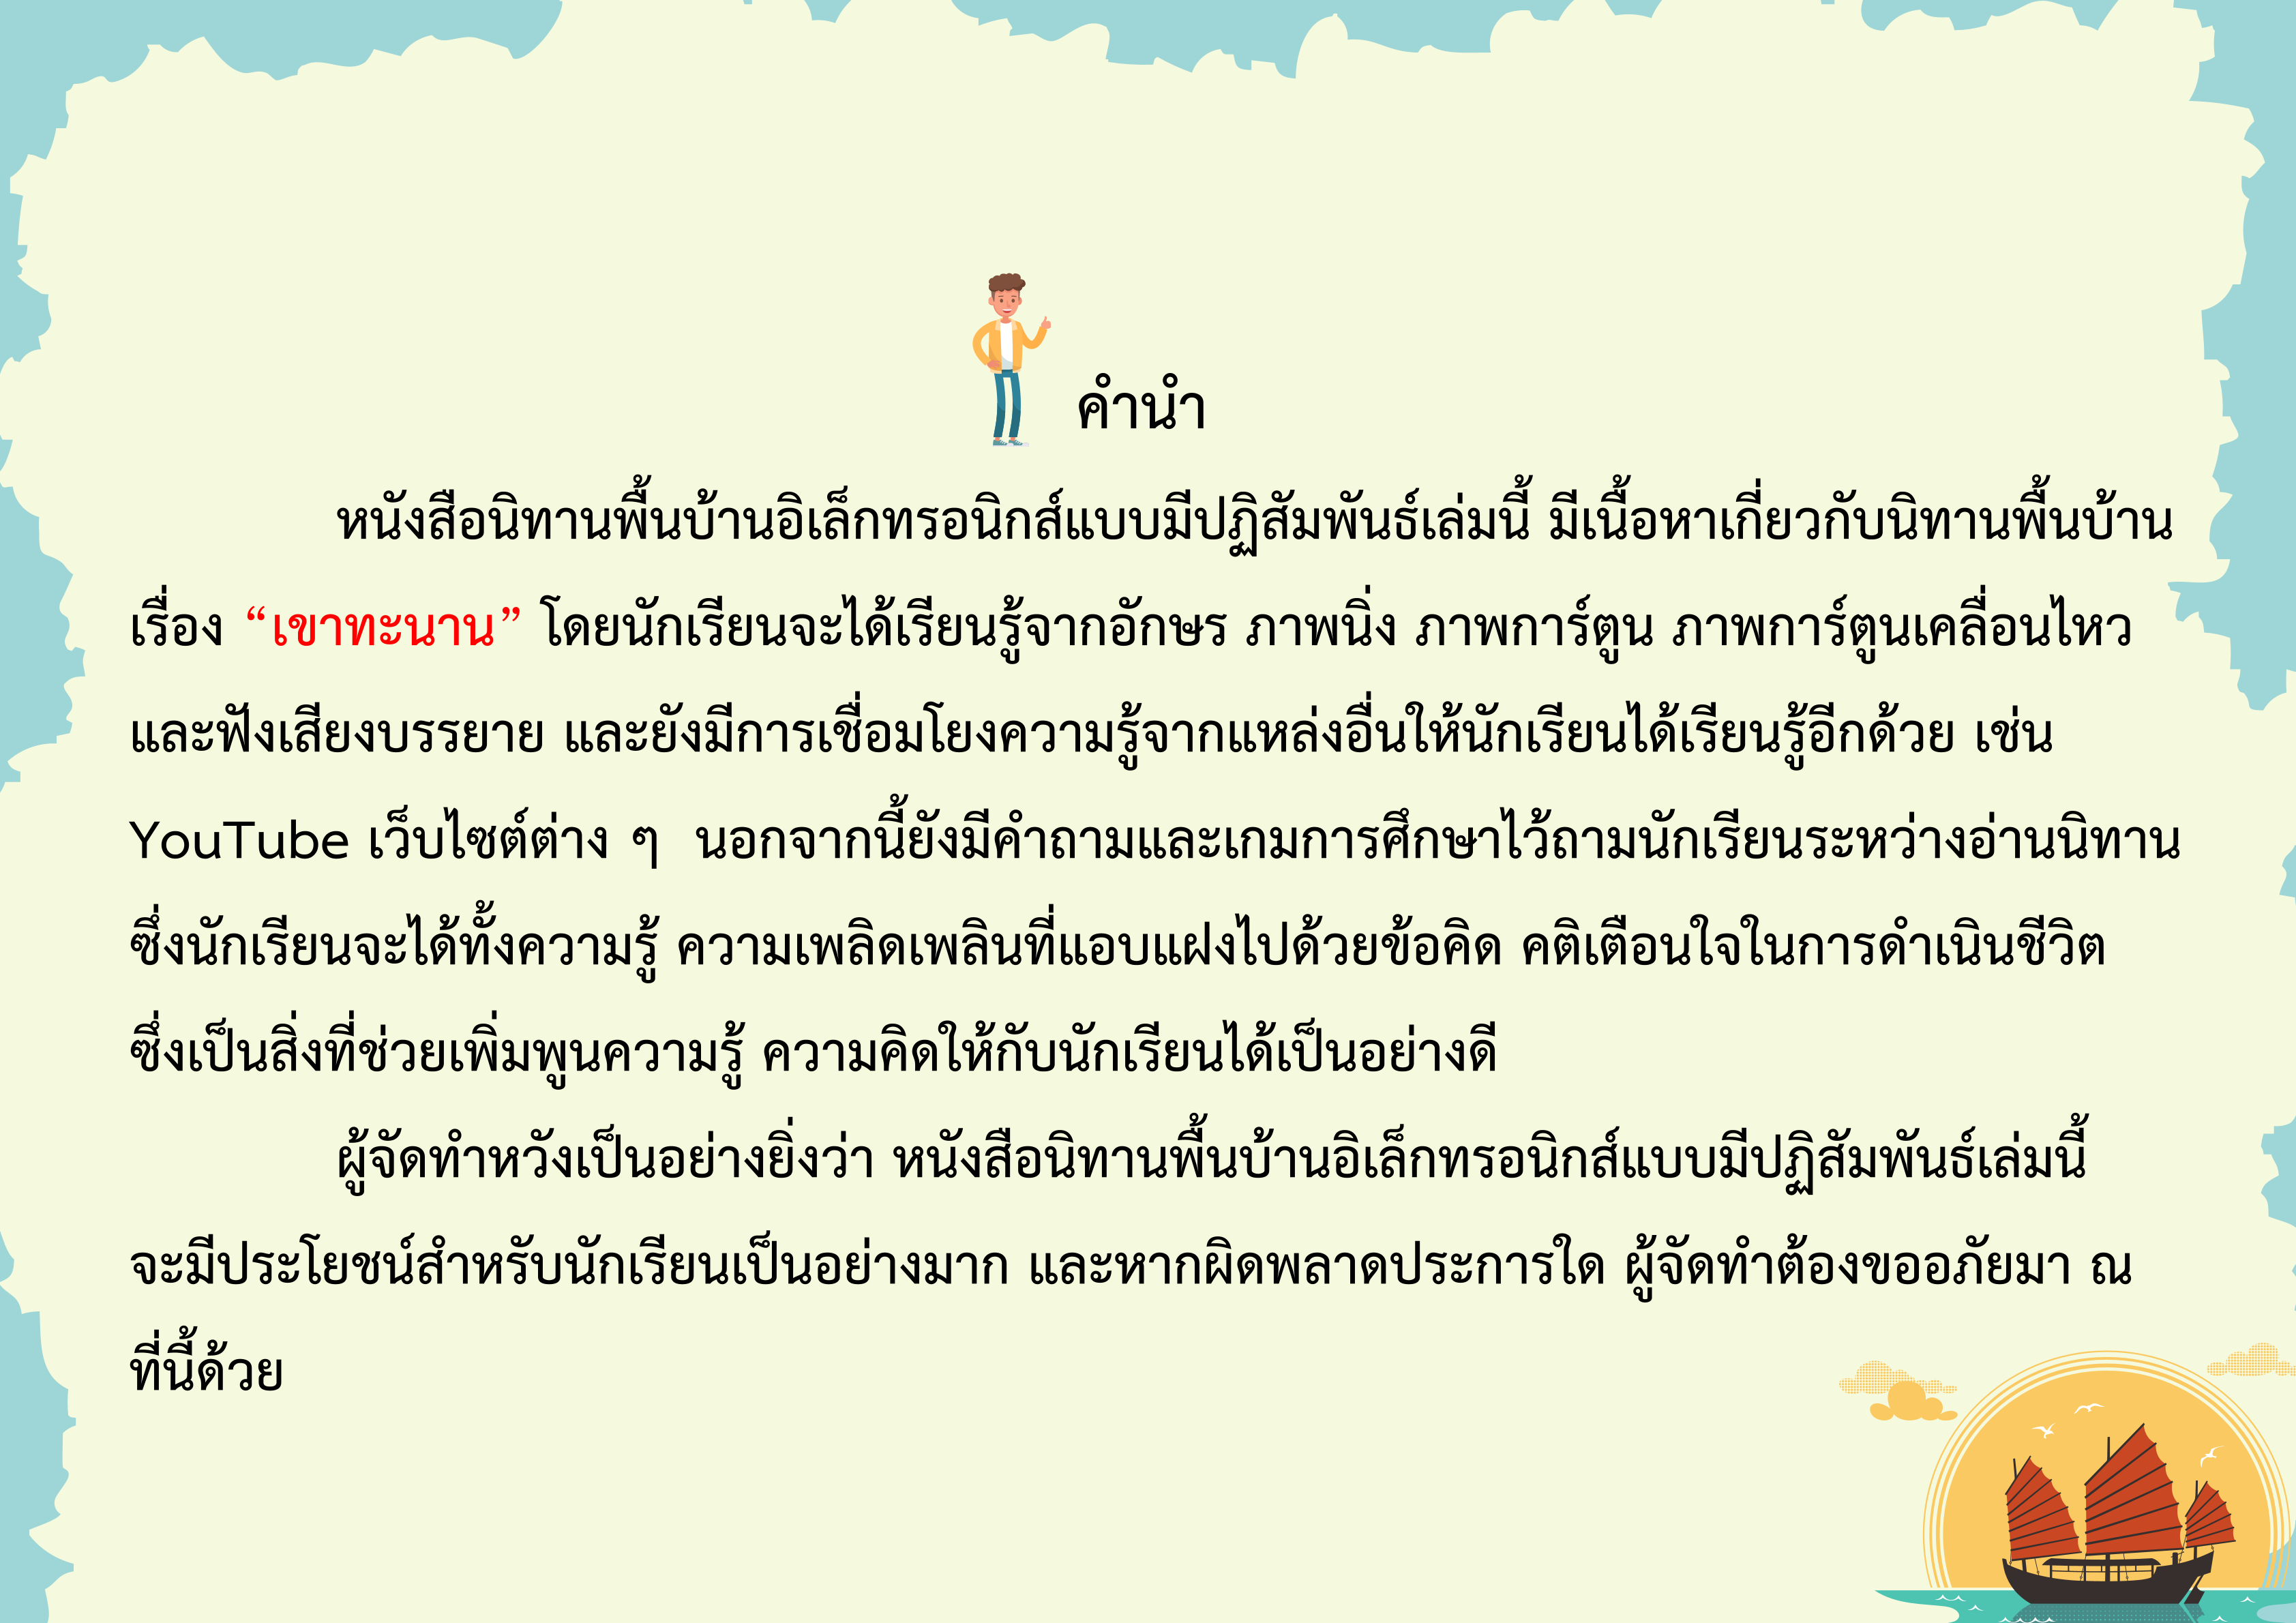 คำนำ
หนังสือนิทานพื้นบ้านอิเล็กทรอนิกส์แบบมีปฏิสัมพันธ์เล่มนี้ มีเนื้อหาเกี่ยวกับนิทานพื้นบ้าน
เรื่อง “เขาทะนาน” โดยนักเรียนจะได้เรียนรู้จากอักษร ภาพนิ่ง ภาพการ์ตูน ภาพการ์ตูนเคลื่อนไหว
และฟังเสียงบรรยาย และยังมีการเชื่อมโยงความรู้จากแหล่งอื่นให้นักเรียนได้เรียนรู้อีกด้วย เช่น
YouTube เว็บไซต์ต่าง ๆ  นอกจากนี้ยังมีคำถามและเกมการศึกษาไว้ถามนักเรียนระหว่างอ่านนิทาน
ซึ่งนักเรียนจะได้ทั้งความรู้ ความเพลิดเพลินที่แอบแฝงไปด้วยข้อคิด คติเตือนใจในการดำเนินชีวิต
ซึ่งเป็นสิ่งที่ช่วยเพิ่มพูนความรู้ ความคิดให้กับนักเรียนได้เป็นอย่างดี
ผู้จัดทำหวังเป็นอย่างยิ่งว่า หนังสือนิทานพื้นบ้านอิเล็กทรอนิกส์แบบมีปฏิสัมพันธ์เล่มนี้
จะมีประโยชน์สำหรับนักเรียนเป็นอย่างมาก และหากผิดพลาดประการใด ผู้จัดทำต้องขออภัยมา ณ
ที่นี้ด้วย